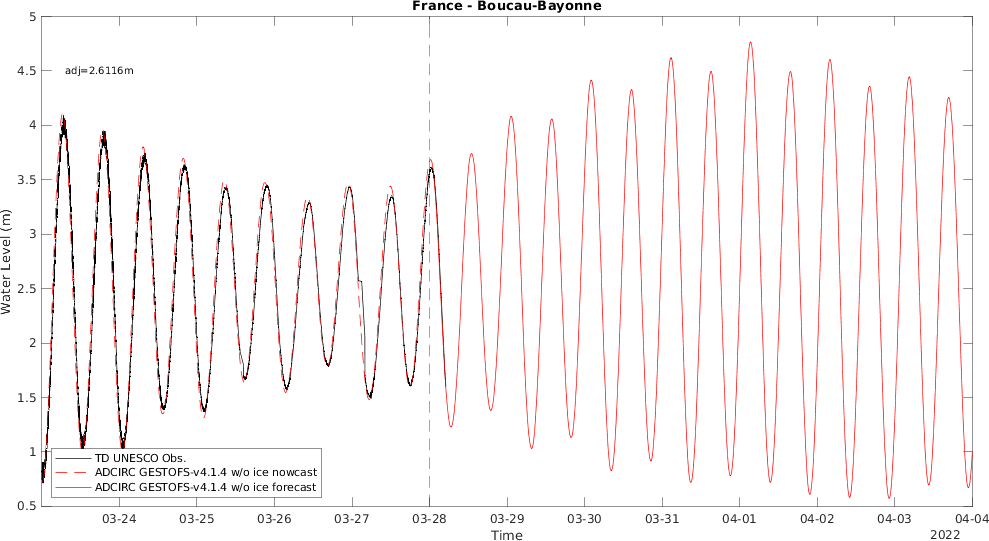 France - Boucau-Bayonne
5
4.5
4
3.5
3
2.5
2
1.5
1
0.5
Water Level (m)
adj=2.6116m
TD UNESCO Obs.
ADCIRC GESTOFS-v4.1.4 w/o ice nowcast
ADCIRC GESTOFS-v4.1.4 w/o ice forecast
03-24 03-25 03-26 03-27 03-28 03-29 03-30 03-31 04-01 04-02 04-03 04-04
Time
2022